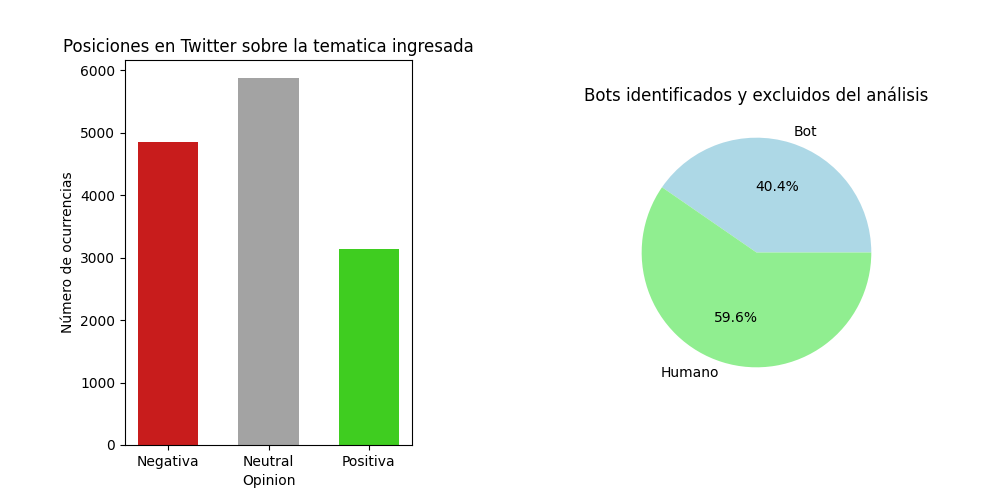 Posiciones en Twitter sobre la tematica ingresada
Número de ocurrencias
6000
5000
4000
3000
2000
1000
0
Negativa
Neutral
Positiva
Opinion
Bots identificados y excluidos del análisis
Bot
40.4%
59.6%
Humano